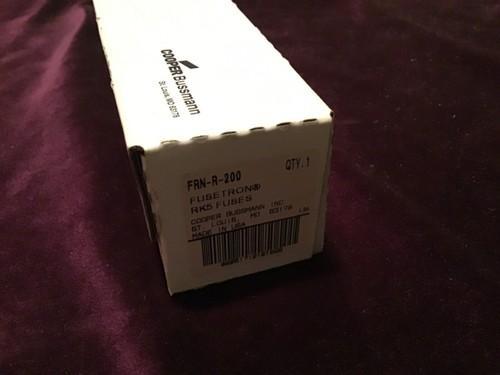 COOPER Bussmann
St. Louis, MO 63178
FRN-R-200 QTY.1
FUSETRON®
RK5 FUSES
COOPER BUSSMANN INC
ST. LOUIS, MO 63178
MADE IN USA